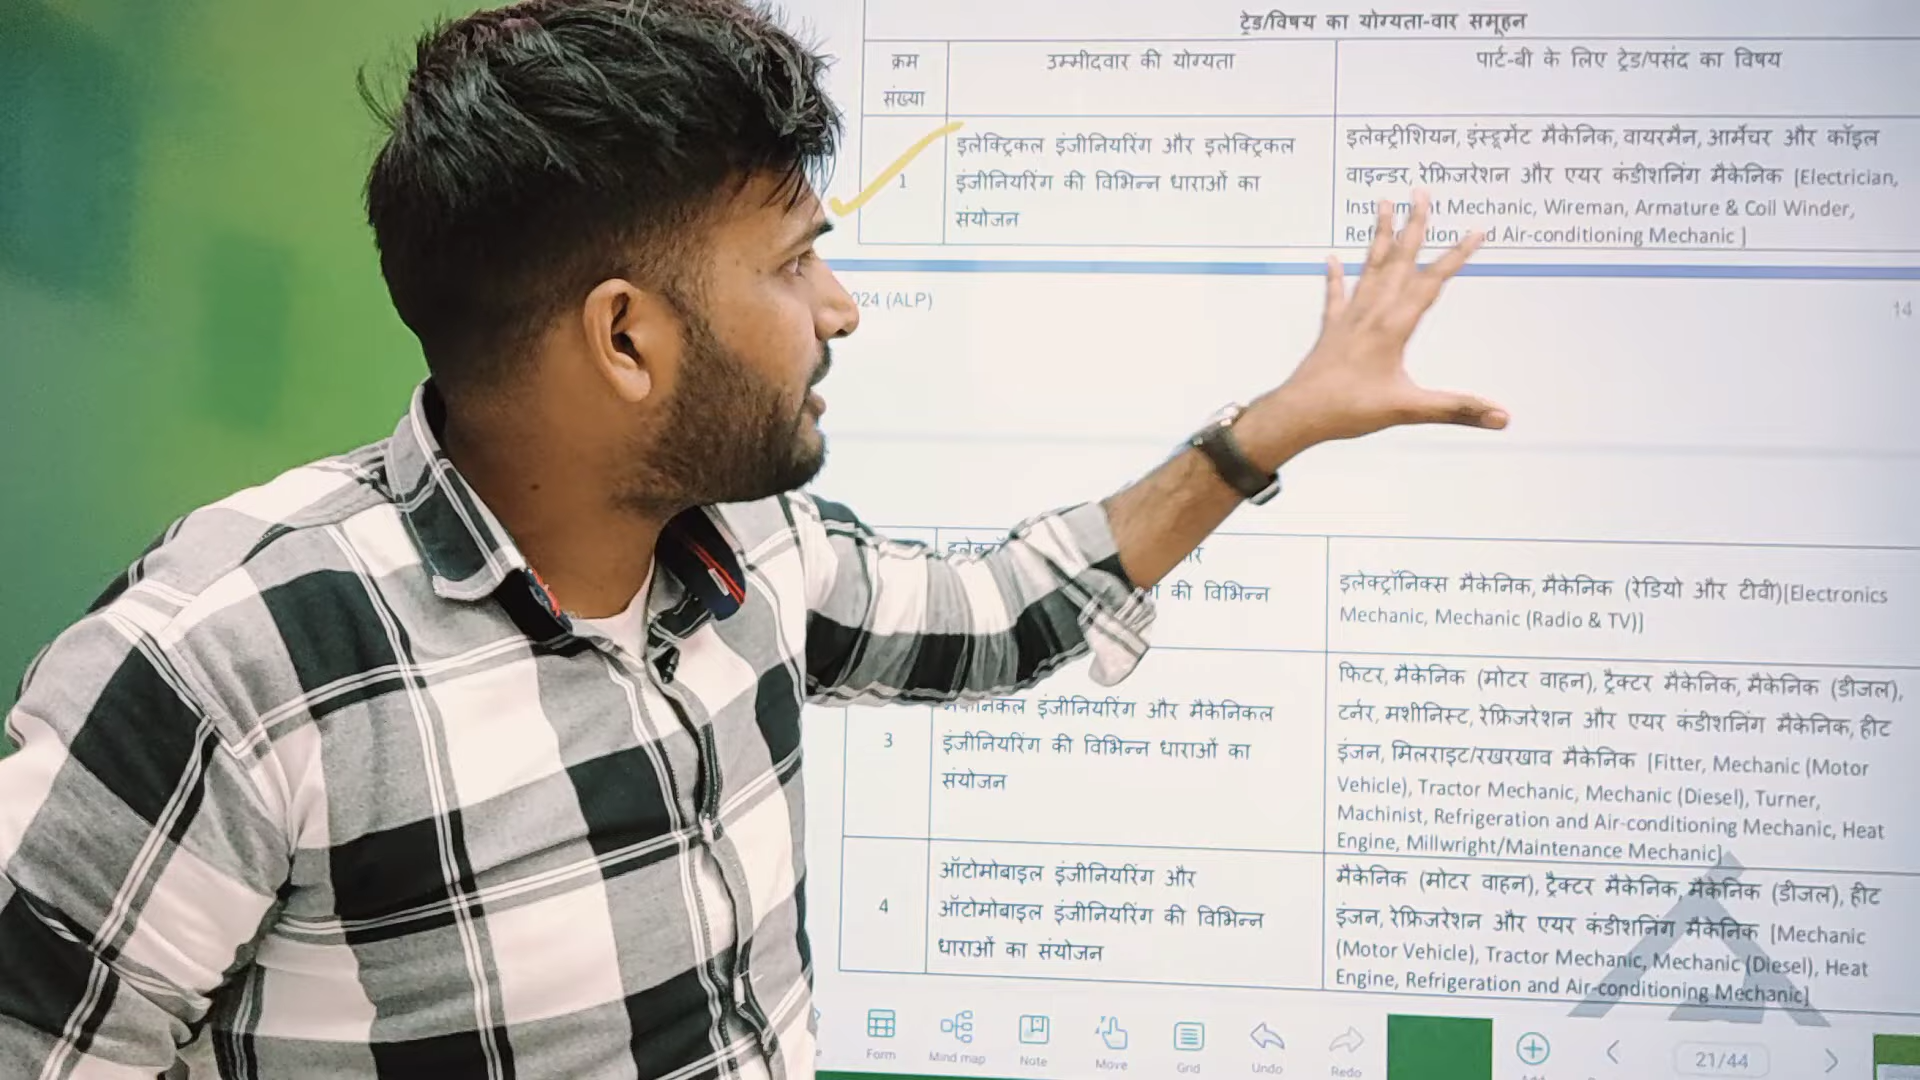 ट्रेड/विषय का योग्यता-वार समूहन
क्रम
संख्या
उम्मीदवार की योग्यता
पार्ट-बी के लिए ट्रेड/पसंद का विषय
1
इलेक्ट्रिकल इंजीनियरिंग और इलेक्ट्रिकल
इंजीनियरिंग की विभिन्न धाराओं का
संयोजन
इलेक्ट्रीशियन, इंस्ट्रूमेंट मैकेनिक, वायरमैन, आर्मेचर और कॉइल
वाइन्डर, रेफ्रिजरेशन और एयर कंडीशनिंग मैकेनिक [Electrician,
Mechanic, Wireman, Armature & Coil Winder,
Air-conditioning Mechanic ]
(ALP)
14
की विभिन्न
इलेक्ट्रॉनिक्स मैकेनिक, मैकेनिक (रेडियो और टीवी)[Electronics
Mechanic, Mechanic (Radio & TV)]
3
इंजीनियरिंग और मैकेनिकल
इंजीनियरिंग की विभिन्न धाराओं का
संयोजन
फिटर, मैकेनिक (मोटर वाहन), ट्रैक्टर मैकेनिक, मैकेनिक (डीजल),
टर्नर, मशीनिस्ट, रेफ्रिजरेशन और एयर कंडीशनिंग मैकेनिक, हीट
इंजन, मिलराइट/रखरखाव मैकेनिक [Fitter, Mechanic (Motor
Vehicle), Tractor Mechanic, Mechanic (Diesel), Turner,
Machinist, Refrigeration and Air-conditioning Mechanic, Heat
Engine, Millwright/Maintenance Mechanic]
4
ऑटोमोबाइल इंजीनियरिंग और
ऑटोमोबाइल इंजीनियरिंग की विभिन्न
धाराओं का संयोजन
मैकेनिक (मोटर वाहन), ट्रैक्टर मैकेनिक, मैकेनिक (डीजल), हीट
इंजन, रेफ्रिजरेशन और एयर कंडीशनिंग मैकेनिक [Mechanic
(Motor Vehicle), Tractor Mechanic, Mechanic (Diesel), Heat
Engine, Refrigeration and Air-conditioning Mechanic]
Form
Mind map
Note
Move
Grid
Undo
Redo
21/44